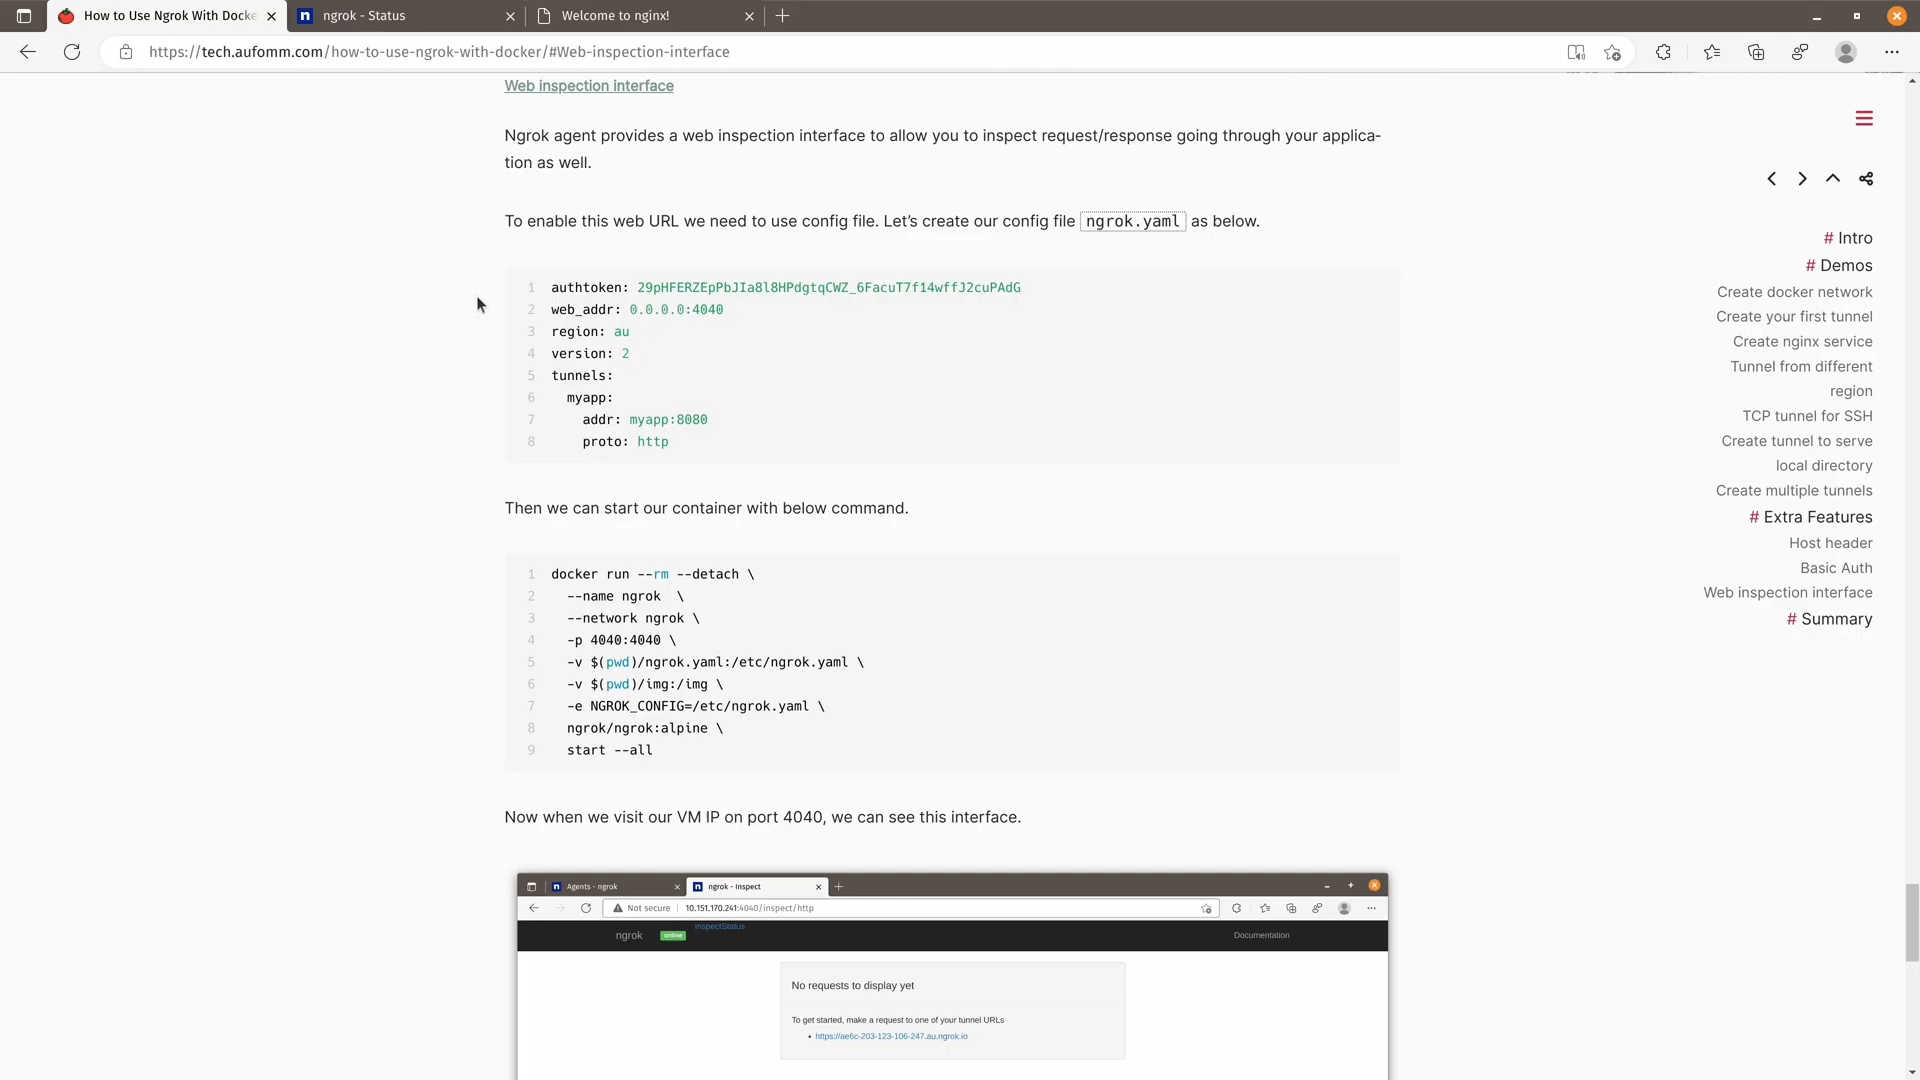 How to Use Ngrok With Docke
ngrok - Status
Welcome to nginx!
https://tech.aufomm.com/how-to-use-ngrok-with-docker/#Web-inspection-interface
Web inspection interface
Ngrok agent provides a web inspection interface to allow you to inspect request/response going through your applica-
tion as well.
To enable this web URL we need to use config file. Let's create our config file ngrok.yaml as below.
1 authtoken: 29pHFERZEpPbJIa8l8HPdgtqCWZ_6FacuT7f14wffJ2cuPAdG
2 web_addr: 0.0.0.0:4040
3 region: au
4 version: 2
5 tunnels:
6 myapp:
7 addr: myapp:8080
8 proto: http
Then we can start our container with below command.
1 docker run --rm --detach \
2 --name ngrok \
3 --network ngrok \
4 -p 4040:4040 \
5 -v $(pwd)/ngrok.yaml:/etc/ngrok.yaml \
6 -v $(pwd)/img:/img \
7 -e NGROK_CONFIG=/etc/ngrok.yaml \
8 ngrok/ngrok:alpine \
9 start --all
Now when we visit our VM IP on port 4040, we can see this interface.
Agents - ngrok
ngrok - Inspect
Not secure
10.151.170.241:4040/inspect/http
ngrok
online
InspectStatus
Documentation
No requests to display yet
To get started, make a request to one of your tunnel URLs
• https://ae6c-203-123-106-247.au.ngrok.io
# Intro
# Demos
Create docker network
Create your first tunnel
Create nginx service
Tunnel from different
region
TCP tunnel for SSH
Create tunnel to serve
local directory
Create multiple tunnels
# Extra Features
Host header
Basic Auth
Web inspection interface
# Summary